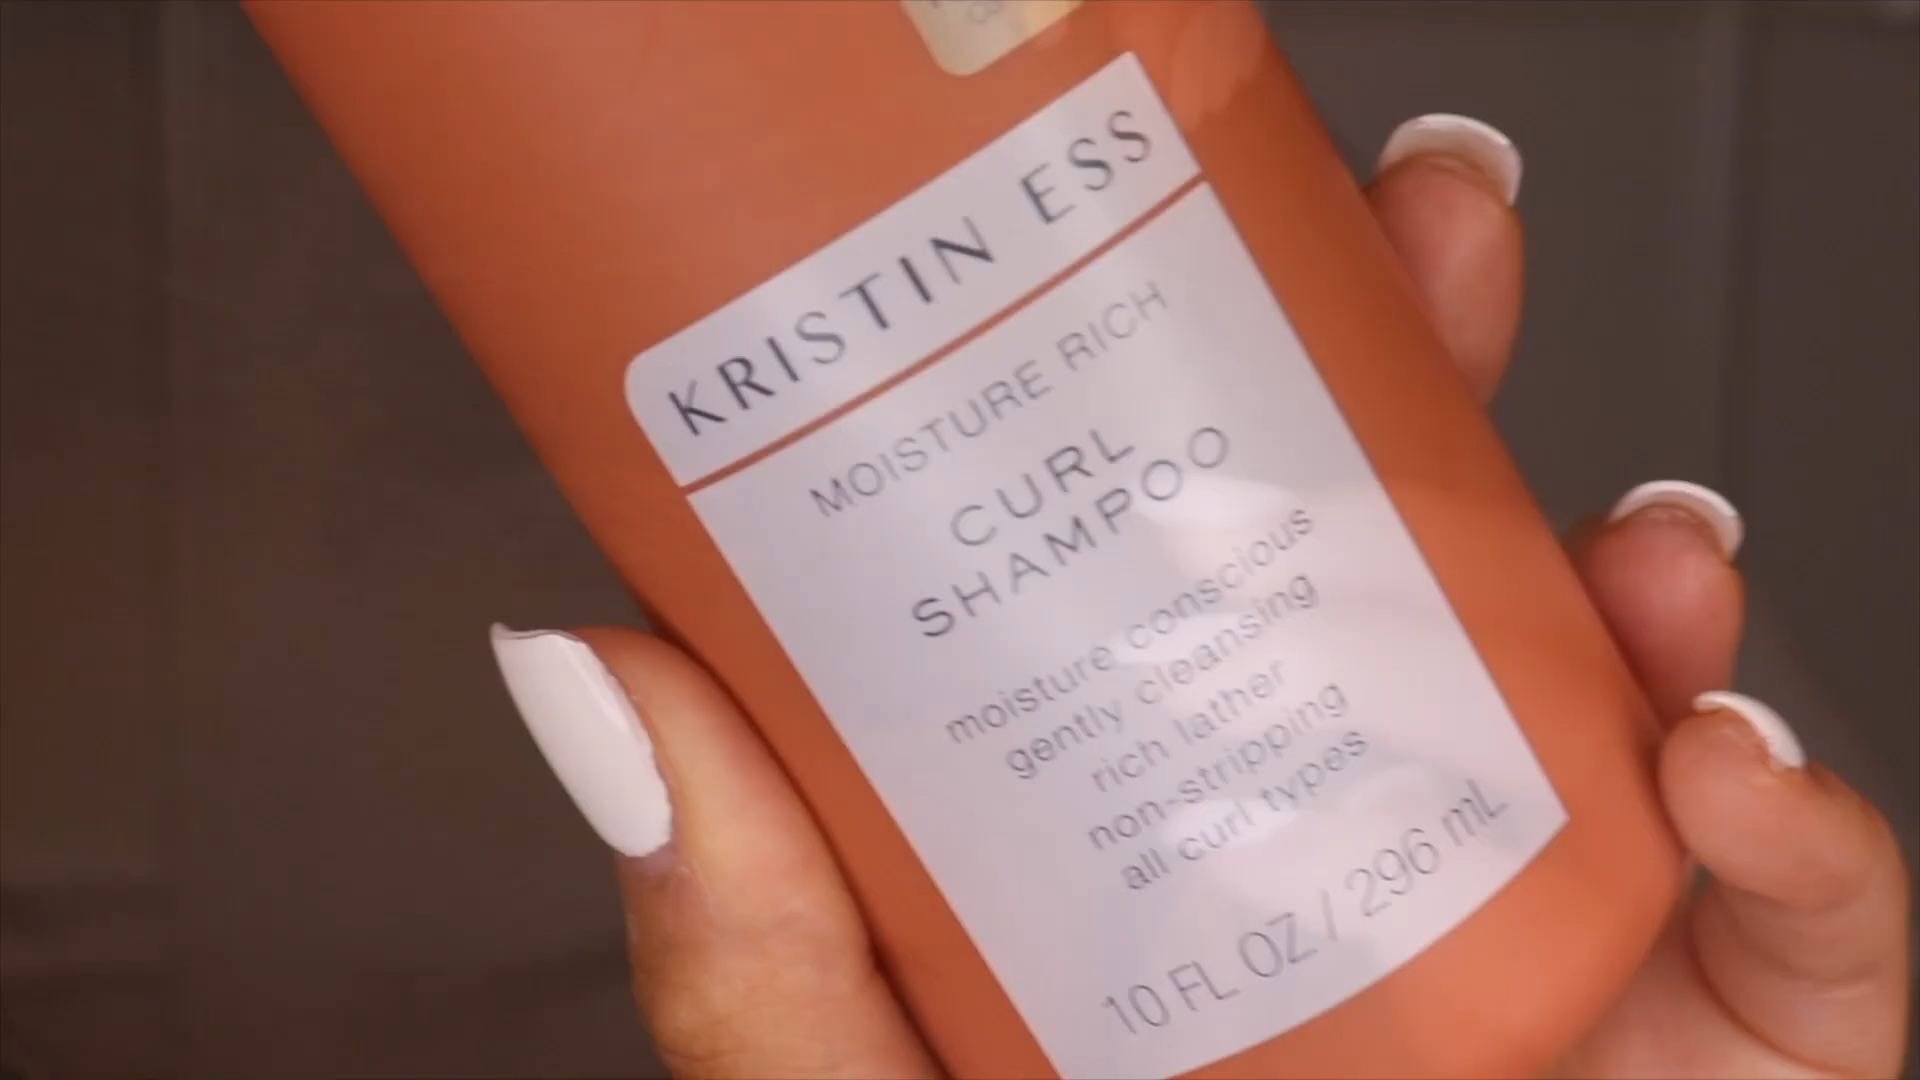 KRISTIN ESS
MOISTURE RICH
CURL
SHAMPOO
moisture conscious
gently cleansing
rich lather
non-stripping
all curl types
10 FL OZ / 296 mL